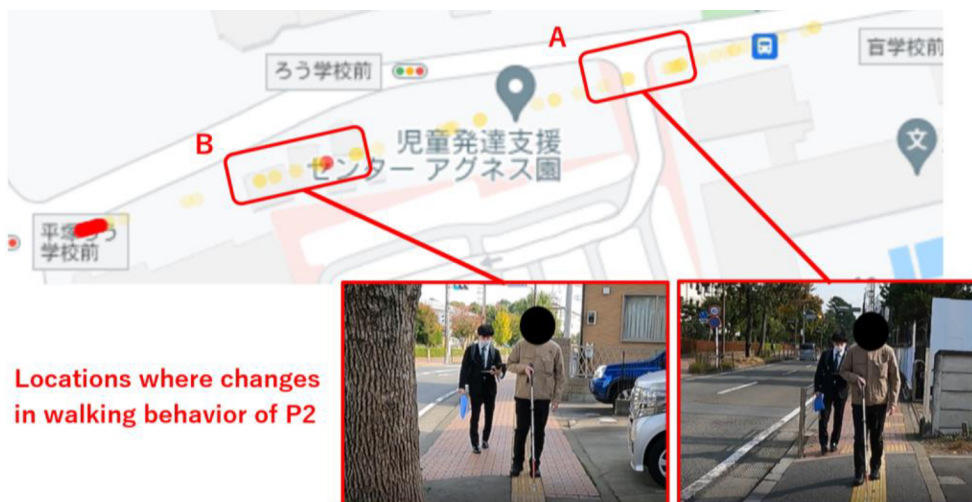 A
ろう学校前
盲学校前
B
児童発達支援
センター アグネス園
文
学校前
Locations where changes
in walking behavior of P2